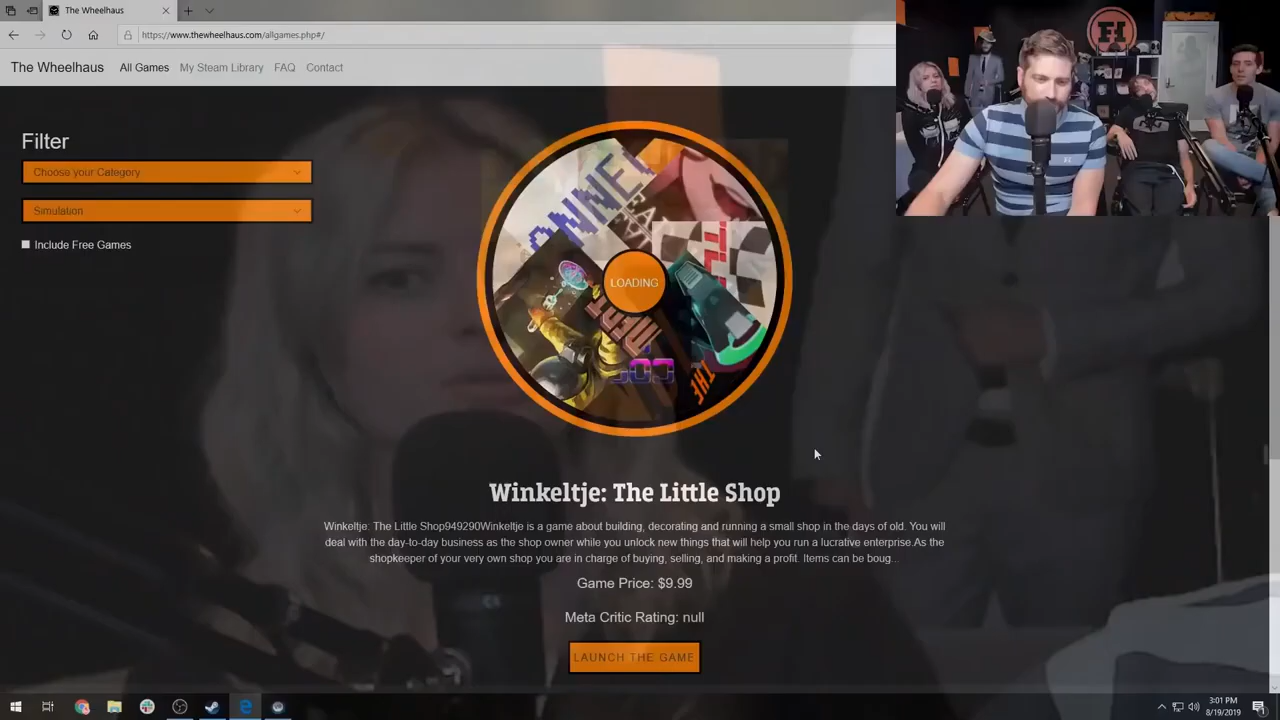 The Wheelhaus
https://www.thewheelhaus.com/allgames.php#/
The Wheelhaus
All Games
My Steam Library
FAQ
Contact
Filter
Choose your Category
Simulation
Include Free Games
LOADING
Winkeltje: The Little Shop
Winkeltje: The Little Shop949290Winkeltje is a game about building, decorating and running a small shop in the days of old. You will
deal with the day-to-day business as the shop owner while you unlock new things that will help you run a lucrative enterprise.As the
shopkeeper of your very own shop you are in charge of buying, selling, and making a profit. Items can be boug...
Game Price: $9.99
Meta Critic Rating: null
LAUNCH THE GAME
3:01 PM
8/19/2019